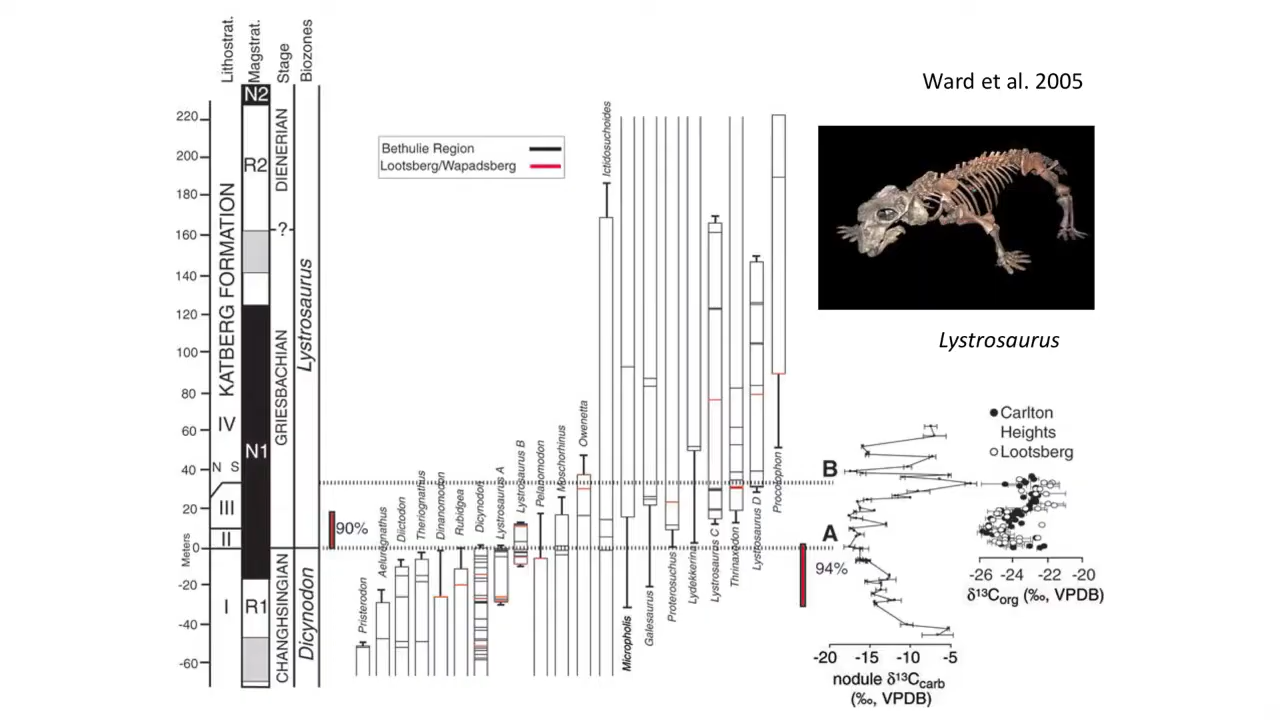 Lithostrat.
Magstrat.
Stage
Biozones
Ward et al. 2005
N2
R2
N1
R1
220
200
180
160
140
120
100
80
60
40
20
0
-20
-40
-60
Meters
KATBERG FORMATION
IV
N S
III
II
I
DIENERIAN
-?-
GRIESBACHIAN
CHANGHSINGIAN
Lystrosaurus
Dicynodon
Bethulie Region
Lootsberg/Wapadsberg
90%
Pristerodon
Aelurognathus
Diictodon
Theriognathus
Dinanomodon
Rubidgea
Dicynodon
Lystrosaurus A
Lystrosaurus B
Pelanomodon
Moschorhinus
Owenetta
Ictidosuchoides
Micropholis
Galesaurus
Proterosuchus
Lydekkerina
Lystrosaurus C
Thrinaxodon
Lystrosaurus D
Procolophon
Lystrosaurus
B
A
94%
-20 -15 -10 -5
nodule δ¹³Ccarb
(‰, VPDB)
Carlton
Heights
Lootsberg
-26 -24 -22 -20
δ¹³Corg (‰, VPDB)